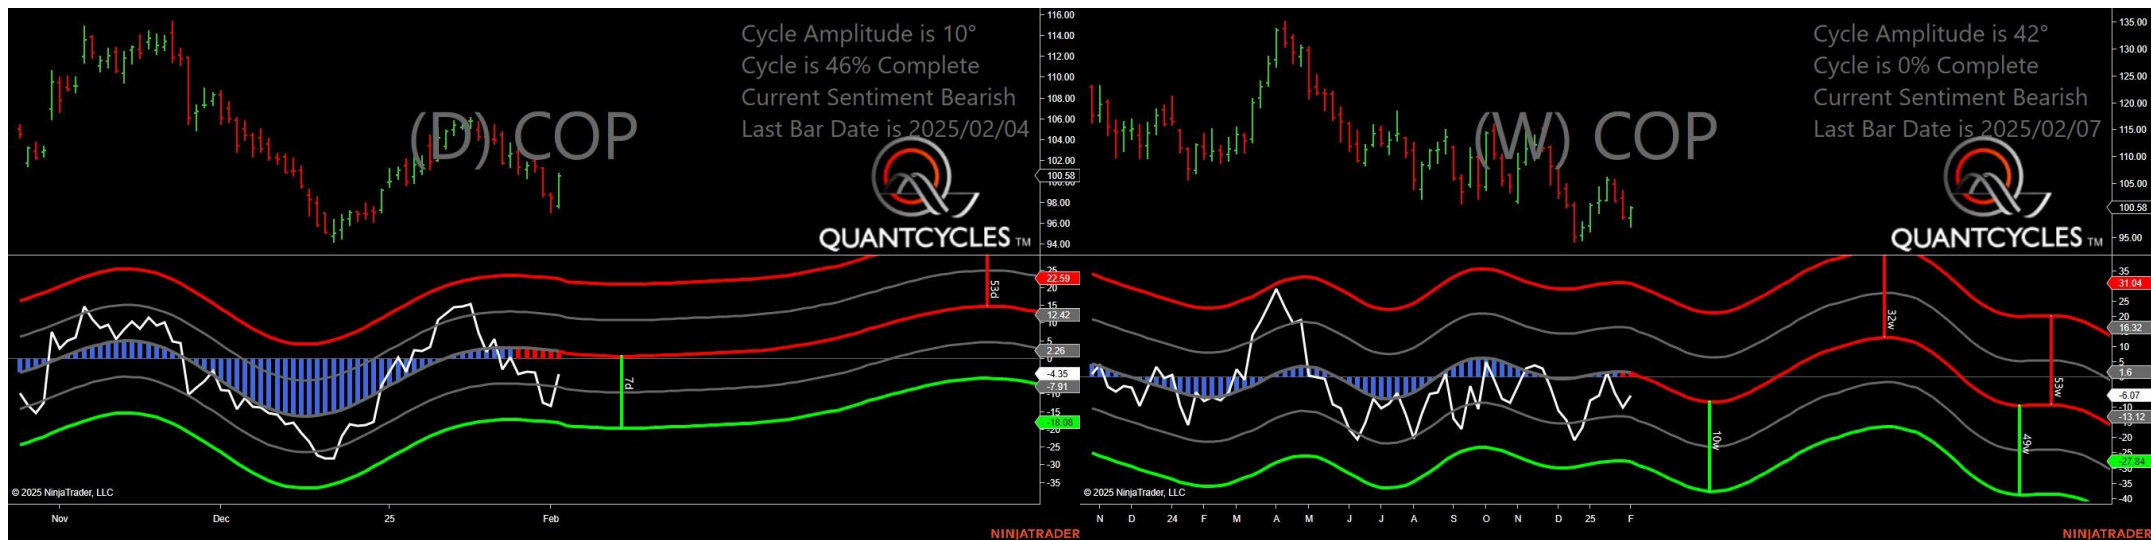 Cycle Amplitude is 10°
Cycle is 46% Complete
Current Sentiment Bearish
Last Bar Date is 2025/02/04
(D) COP
QUANTCYCLES TM
116.00
114.00
112.00
110.00
108.00
106.00
104.00
102.00
100.58
100.00
98.00
96.00
94.00
25
22.59
20
15
12.42
10
5
2.26
0
-4.35
-7.91
-10
-15
-18.08
-20
-25
-30
-35
53d
7d
© 2025 NinjaTrader, LLC
Nov
Dec
25
Feb
NINJATRADER
Cycle Amplitude is 42°
Cycle is 0% Complete
Current Sentiment Bearish
Last Bar Date is 2025/02/07
(W) COP
QUANTCYCLES TM
135.00
130.00
125.00
120.00
115.00
110.00
105.00
100.58
95.00
35
31.04
25
20
16.32
10
5
1.6
-6.07
-10
-13.12
-20
-25
-27.84
-30
-35
-40
32w
53w
10w
49w
© 2025 NinjaTrader, LLC
N D 24 F M A M J J A S O N D 25 F
NINJATRADER